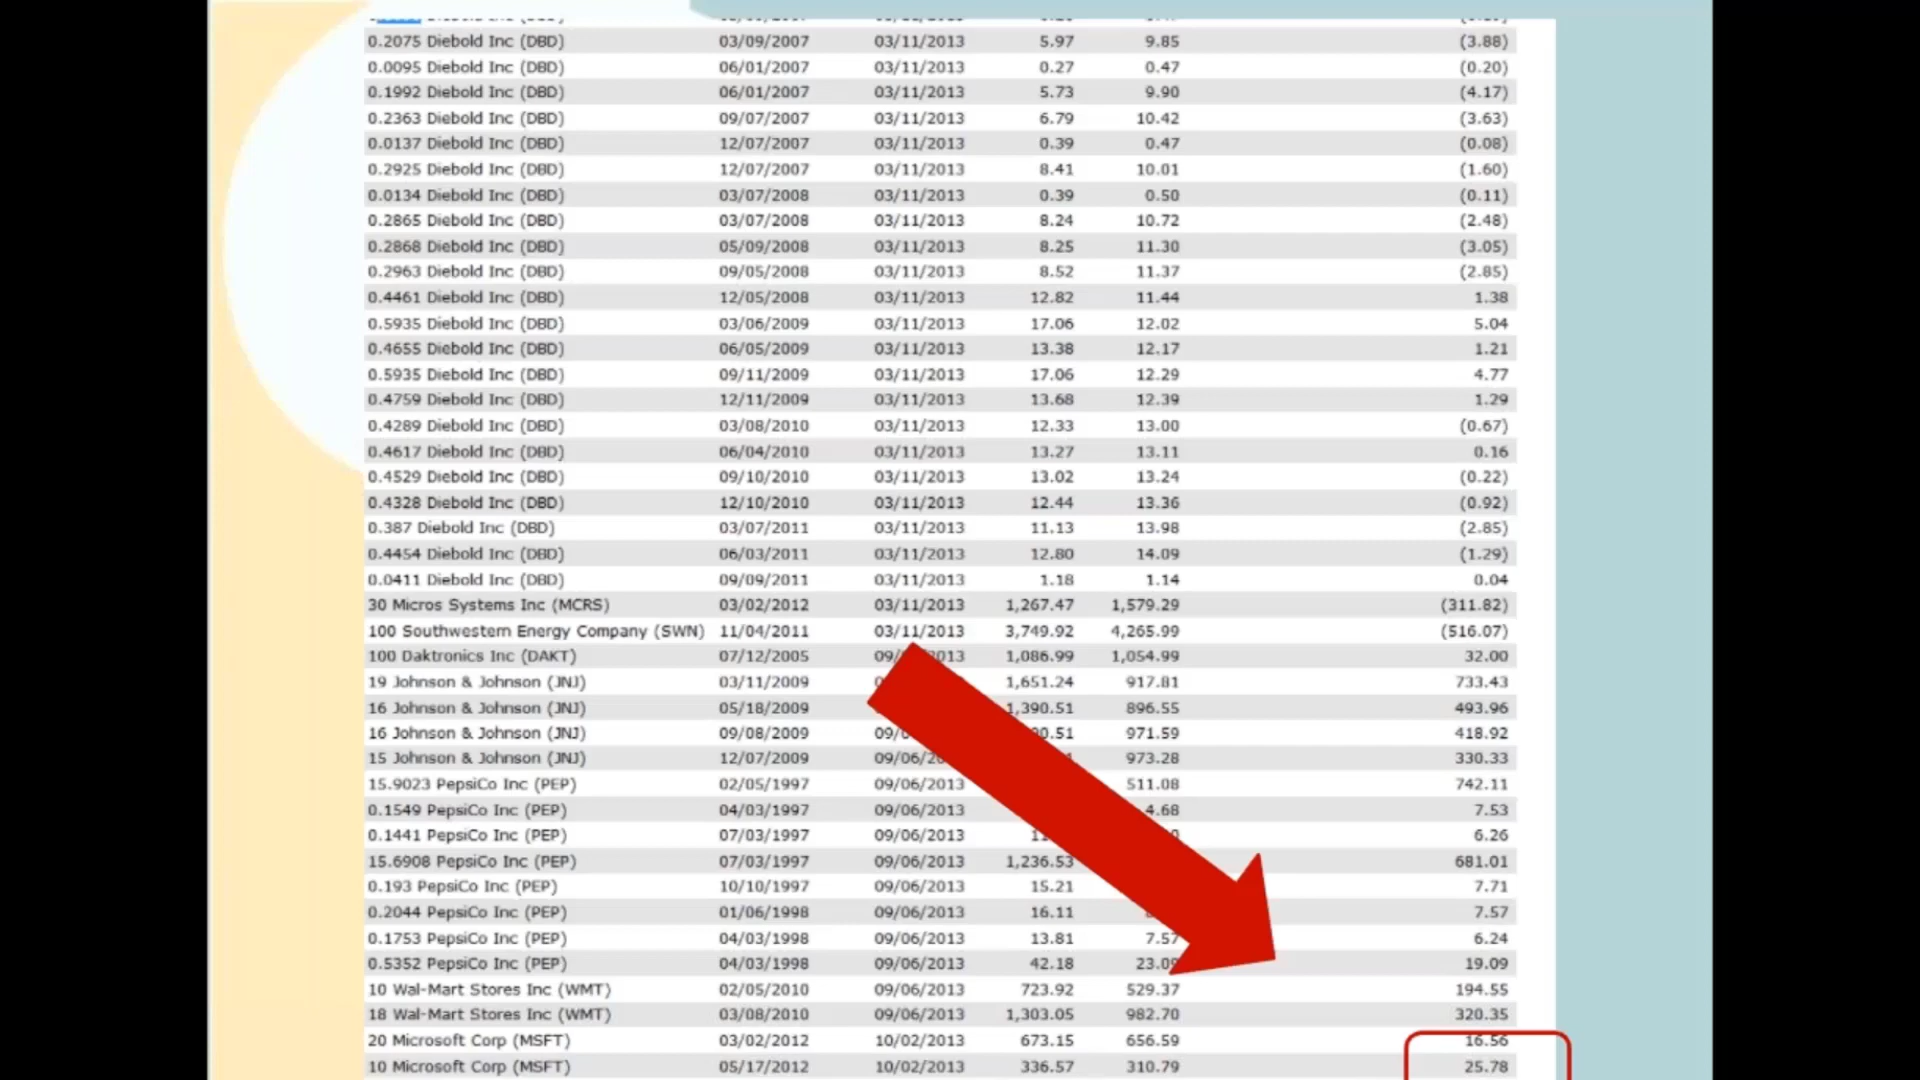 0.2075 Diebold Inc (DBD) 03/09/2007 03/11/2013 5.97 9.85 (3.88)
0.0095 Diebold Inc (DBD) 06/01/2007 03/11/2013 0.27 0.47 (0.20)
0.1992 Diebold Inc (DBD) 06/01/2007 03/11/2013 5.73 9.90 (4.17)
0.2363 Diebold Inc (DBD) 09/07/2007 03/11/2013 6.79 10.42 (3.63)
0.0137 Diebold Inc (DBD) 12/07/2007 03/11/2013 0.39 0.47 (0.08)
0.2925 Diebold Inc (DBD) 12/07/2007 03/11/2013 8.41 10.01 (1.60)
0.0134 Diebold Inc (DBD) 03/07/2008 03/11/2013 0.39 0.50 (0.11)
0.2865 Diebold Inc (DBD) 03/07/2008 03/11/2013 8.24 10.72 (2.48)
0.2868 Diebold Inc (DBD) 05/09/2008 03/11/2013 8.25 11.30 (3.05)
0.2963 Diebold Inc (DBD) 09/05/2008 03/11/2013 8.52 11.37 (2.85)
0.4461 Diebold Inc (DBD) 12/05/2008 03/11/2013 12.82 11.44 1.38
0.5935 Diebold Inc (DBD) 03/06/2009 03/11/2013 17.06 12.02 5.04
0.4655 Diebold Inc (DBD) 06/05/2009 03/11/2013 13.38 12.17 1.21
0.5935 Diebold Inc (DBD) 09/11/2009 03/11/2013 17.06 12.29 4.77
0.4759 Diebold Inc (DBD) 12/11/2009 03/11/2013 13.68 12.39 1.29
0.4289 Diebold Inc (DBD) 03/08/2010 03/11/2013 12.33 13.00 (0.67)
0.4617 Diebold Inc (DBD) 06/04/2010 03/11/2013 13.27 13.11 0.16
0.4529 Diebold Inc (DBD) 09/10/2010 03/11/2013 13.02 13.24 (0.22)
0.4328 Diebold Inc (DBD) 12/10/2010 03/11/2013 12.44 13.36 (0.92)
0.387 Diebold Inc (DBD) 03/07/2011 03/11/2013 11.13 13.98 (2.85)
0.4454 Diebold Inc (DBD) 06/03/2011 03/11/2013 12.80 14.09 (1.29)
0.0411 Diebold Inc (DBD) 09/09/2011 03/11/2013 1.18 1.14 0.04
30 Micros Systems Inc (MCRS) 03/02/2012 03/11/2013 1,267.47 1,579.29 (311.82)
100 Southwestern Energy Company (SWN) 11/04/2011 03/11/2013 3,749.92 4,265.99 (516.07)
100 Daktronics Inc (DAKT) 07/12/2005 1,086.99 1,054.99 32.00
19 Johnson & Johnson (JNJ) 03/11/2009 1,651.24 917.81 733.43
16 Johnson & Johnson (JNJ) 05/18/2009 1,390.51 896.55 493.96
16 Johnson & Johnson (JNJ) 09/08/2009 971.59 418.92
15 Johnson & Johnson (JNJ) 12/07/2009 973.28 330.33
15.9023 PepsiCo Inc (PEP) 02/05/1997 09/06/2013 511.08 742.11
0.1549 PepsiCo Inc (PEP) 04/03/1997 09/06/2013 4.68 7.53
0.1441 PepsiCo Inc (PEP) 07/03/1997 09/06/2013 6.26
15.6908 PepsiCo Inc (PEP) 07/03/1997 09/06/2013 1,236.53 681.01
0.193 PepsiCo Inc (PEP) 10/10/1997 09/06/2013 15.21 7.71
0.2044 PepsiCo Inc (PEP) 01/06/1998 09/06/2013 16.11 7.57
0.1753 PepsiCo Inc (PEP) 04/03/1998 09/06/2013 13.81 7.57 6.24
0.5352 PepsiCo Inc (PEP) 04/03/1998 09/06/2013 42.18 23.09 19.09
10 Wal-Mart Stores Inc (WMT) 02/05/2010 09/06/2013 723.92 529.37 194.55
18 Wal-Mart Stores Inc (WMT) 03/08/2010 09/06/2013 1,303.05 982.70 320.35
20 Microsoft Corp (MSFT) 03/02/2012 10/02/2013 673.15 656.59 16.56
10 Microsoft Corp (MSFT) 05/17/2012 10/02/2013 336.57 310.79 25.78